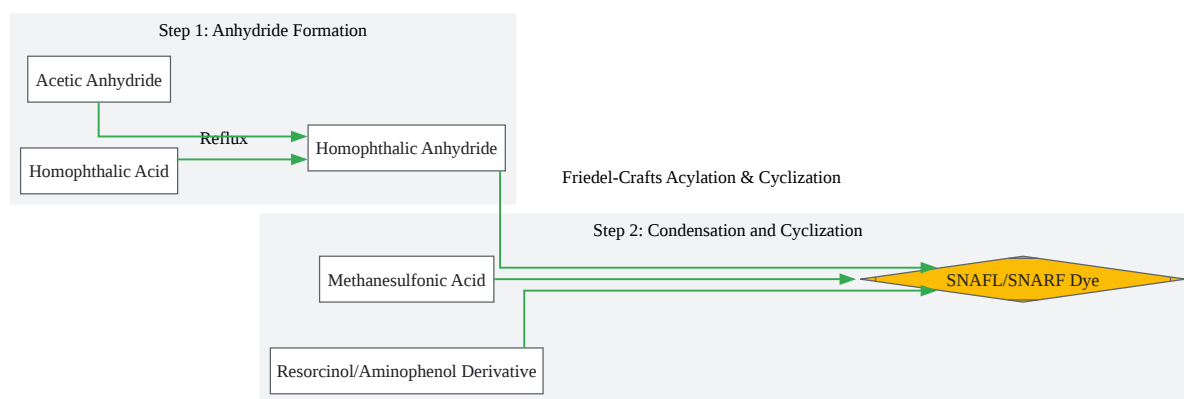 Step 1: Anhydride Formation
Acetic Anhydride
Reflux
Homophthalic Anhydride
Homophthalic Acid
Friedel-Crafts Acylation & Cyclization
Step 2: Condensation and Cyclization
Methanesulfonic Acid
SNAFL/SNARF Dye
Resorcinol/Aminophenol Derivative